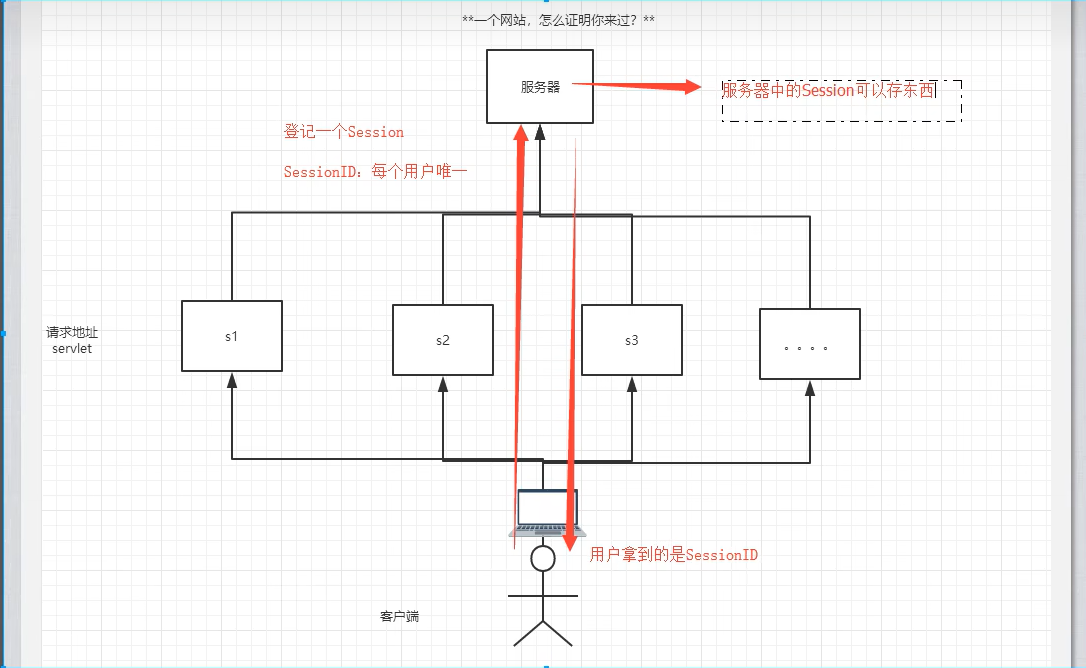 **一个网站，怎么证明你来过？**
服务器
服务器中的Session可以存东西
登记一个Session
SessionID：每个用户唯一
请求地址
servlet
s1
s2
s3
。。。。
用户拿到的是SessionID
客户端